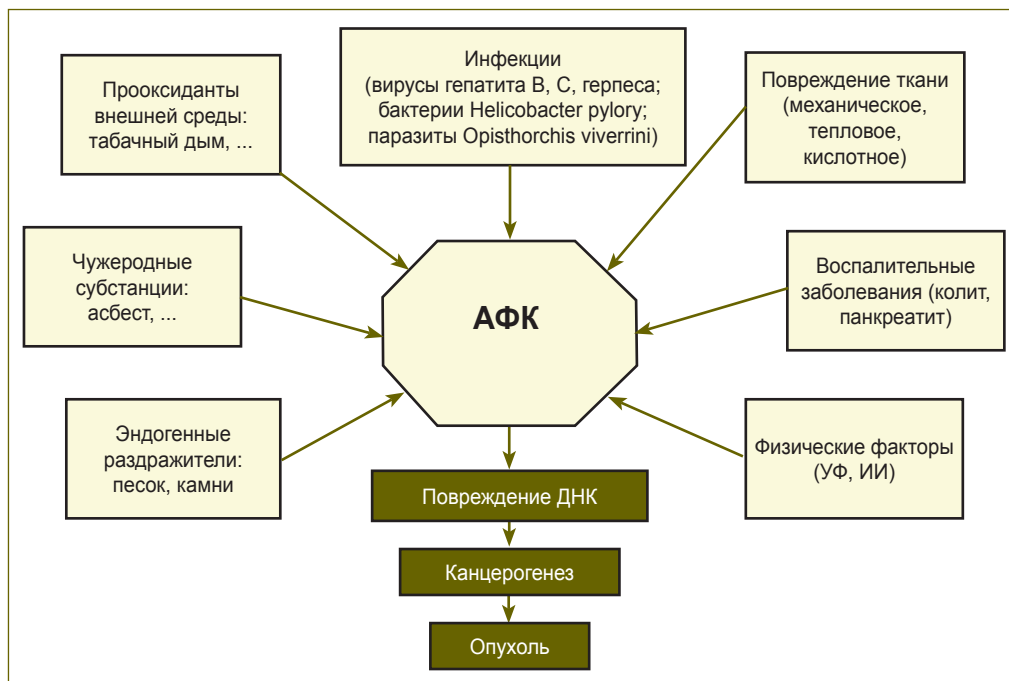 Прооксиданты
внешней среды:
табачный дым, ...
Инфекции
(вирусы гепатита В, С, герпеса;
бактерии Helicobacter pylory;
паразиты Opisthorchis viverrini)
Повреждение ткани
(механическое,
тепловое,
кислотное)
Чужеродные
субстанции:
асбест, ...
АФК
Воспалительные
заболевания (колит,
панкреатит)
Эндогенные
раздражители:
песок, камни
Физические факторы
(УФ, ИИ)
Повреждение ДНК
Канцерогенез
Опухоль